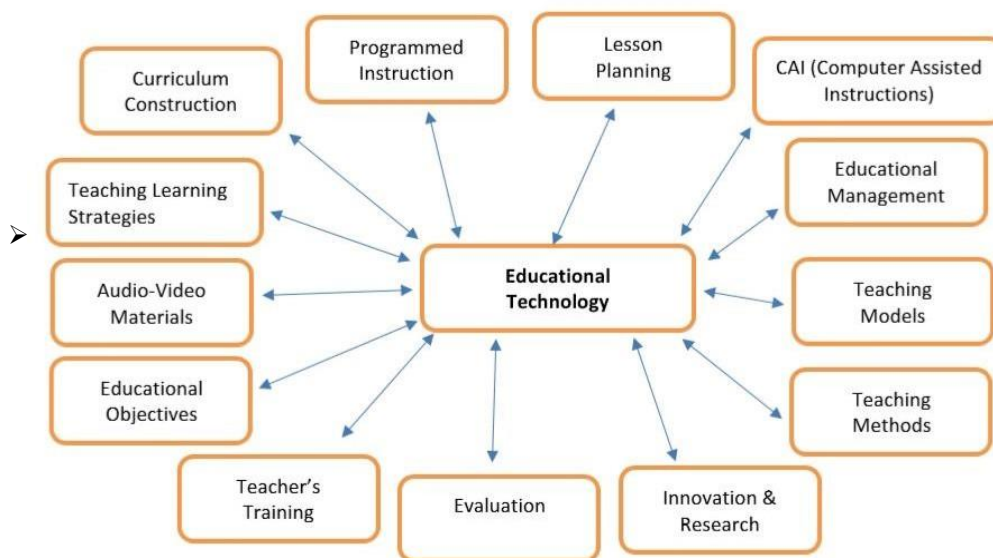 Programmed
Instruction
Lesson
Planning
Curriculum
Construction
CAI (Computer Assisted
Instructions)
Teaching Learning
Strategies
Educational
Management
Educational
Technology
Audio-Video
Materials
Teaching
Models
Educational
Objectives
Teaching
Methods
Teacher’s
Training
Evaluation
Innovation &
Research